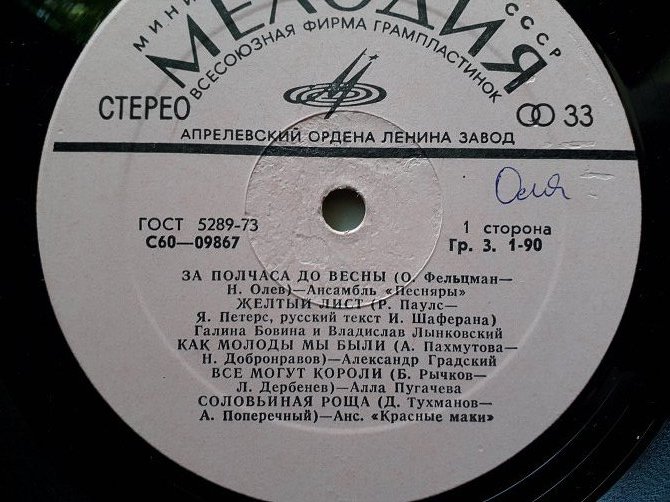 МИНИ
СССР
МЕЛОДИЯ
ВСЕСОЮЗНАЯ ФИРМА ГРАМПЛАСТИНОК
СТЕРЕО
33
АПРЕЛЕВСКИЙ ОРДЕНА ЛЕНИНА ЗАВОД
Оля
ГОСТ 5289-73
1 сторона
С60—09867
Гр. 3. 1-90
ЗА ПОЛЧАСА ДО ВЕСНЫ (О. Фельцман—
Н. Олев)—Ансамбль «Песняры»
ЖЕЛТЫЙ ЛИСТ (Р. Паулс—
Я. Петерс, русский текст И. Шаферана)
Галина Бовина и Владислав Лынковский
КАК МОЛОДЫ МЫ БЫЛИ (А. Пахмутова—
Н. Добронравов)—Александр Градский
ВСЕ МОГУТ КОРОЛИ (Б. Рычков—
Л. Дербенев)—Алла Пугачева
СОЛОВЬИНАЯ РОЩА (Д. Тухманов—
А. Поперечный)—Анс. «Красные маки»